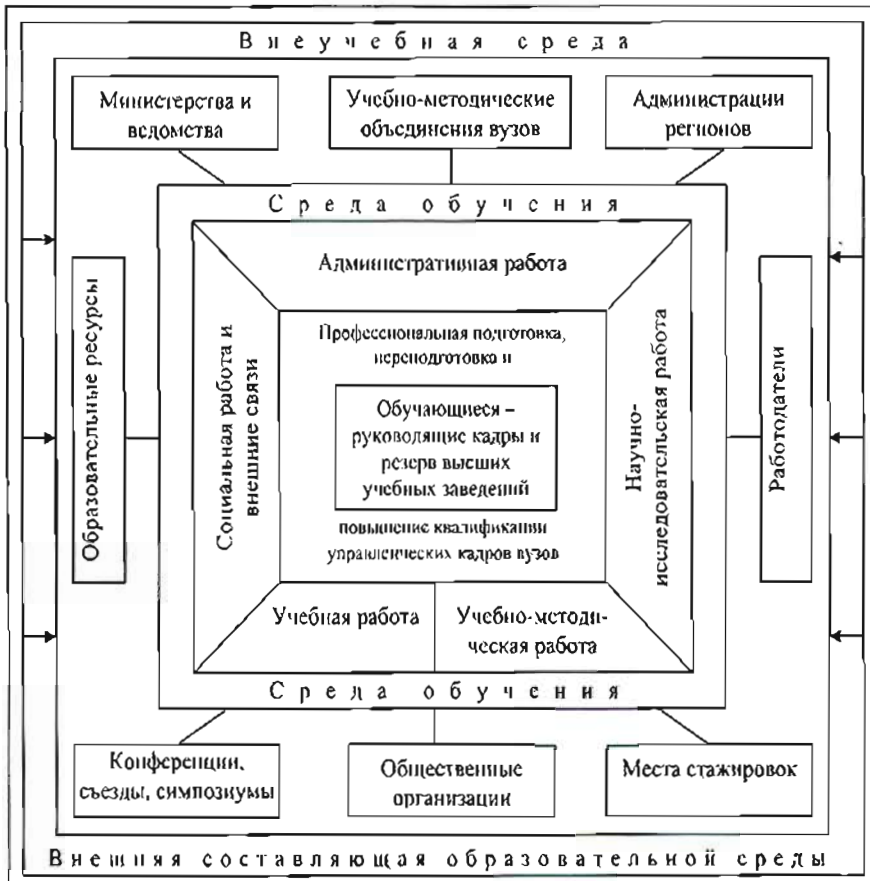 Внеучебная среда
Министерства и
ведомства
Учебно-методические
объединения вузов
Администрации
регионов
Среда обучения
Административная работа
Образовательные ресурсы
Социальная работа и
внешние связи
Профессиональная подготовка,
переподготовка и
Обучающиеся –
руководящие кадры и
резерв высших
учебных заведений
повышение квалификации
управленческих кадров вузов
Научно-
исследовательская работа
Работодатели
Учебная работа
Учебно-методи-
ческая работа
Среда обучения
Конференции,
съезды, симпозиумы
Общественные
организации
Места стажировок
Внешняя составляющая образовательной среды